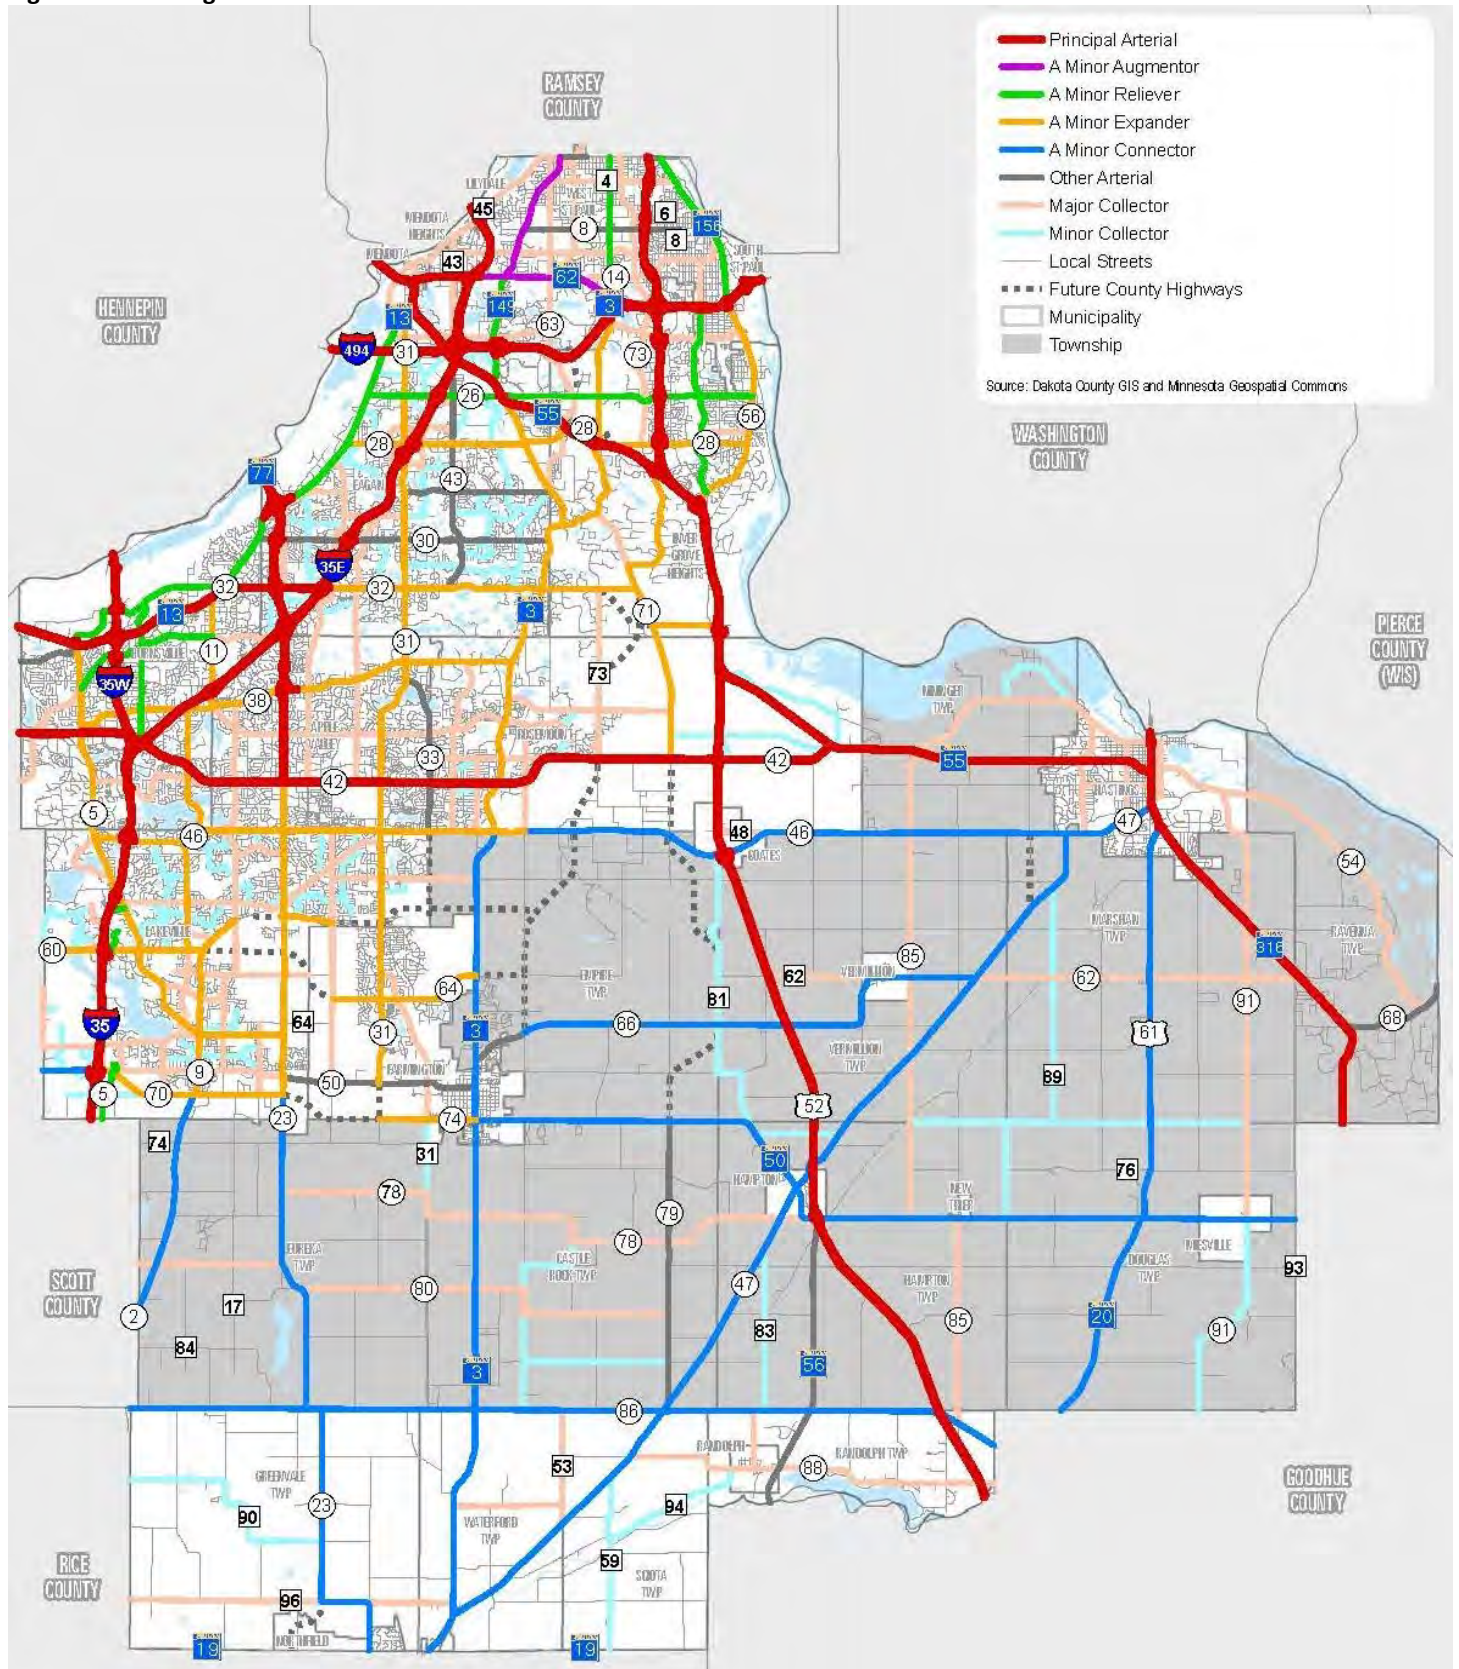 Principal Arterial
A Minor Augmentor
A Minor Reliever
A Minor Expander
A Minor Connector
Other Arterial
Major Collector
Minor Collector
Local Streets
Future County Highways
Municipality
Township
Source: Dakota County GIS and Minnesota Geospatial Commons
RAMSEY
COUNTY
LILYDALE
WEST
ST. PAUL
4
45
6
8
8
156
MENDOTA
HEIGHTS
MENDOTA
SOUTH
ST. PAUL
43
62
14
149
3
13
63
HENNEPIN
COUNTY
494
31
73
26
55
28
56
28
28
WASHINGTON
COUNTY
77
43
EAGAN
30
INVER
GROVE
HEIGHTS
35E
32
32
13
3
71
31
11
BURNSVILLE
73
35W
38
PIERCE
COUNTY
(WIS)
NININGER
TWP
APPLE
VALLEY
ROSEMOUNT
33
42
55
42
HASTINGS
5
46
48
46
47
COATES
54
MARSHAN
TWP
LAKEVILLE
60
316
RAVENNA
TWP
85
EMPIRE
TWP
62
VERMILLION
62
64
81
91
35
64
31
3
66
68
61
VERMILLION
TWP
9
FARMINGTON
50
89
5
70
23
74
52
74
31
50
76
HAMPTON
78
NEW
TRIER
79
78
EUREKA
TWP
CASTLE
ROCK TWP
MIESVILLE
DOUGLAS
TWP
93
SCOTT
COUNTY
80
47
HAMPTON
TWP
17
2
83
85
20
91
84
3
56
86
RANDOLPH
RANDOLPH TWP
53
88
GREENVALE
TWP
GOODHUE
COUNTY
23
90
94
WATERFORD
TWP
59
SCIOTA
TWP
RICE
COUNTY
96
NORTHFIELD
19
19